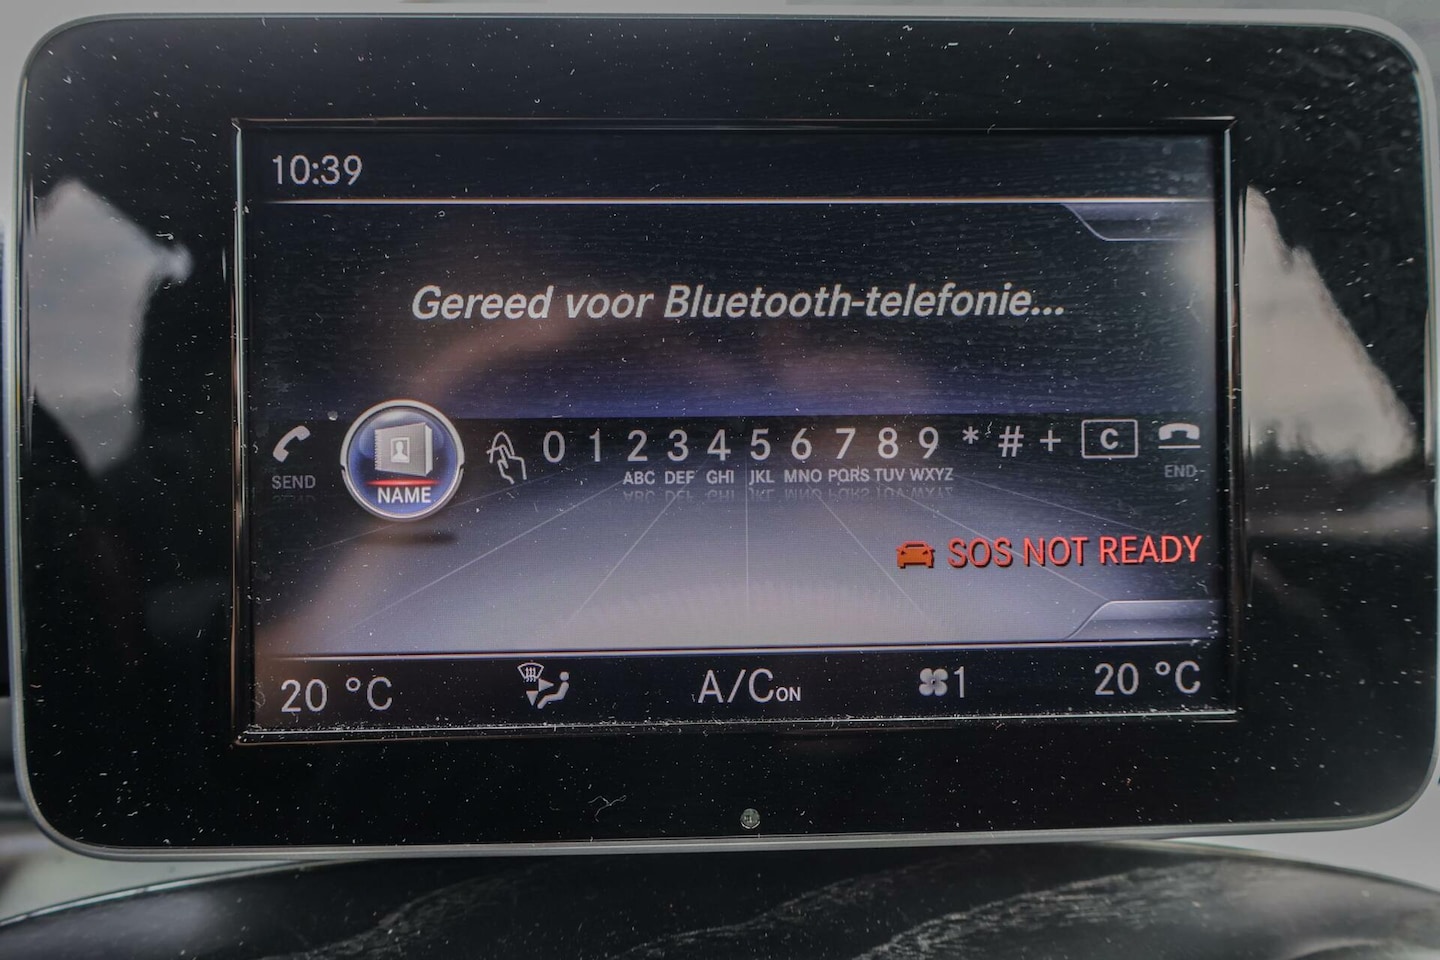 10:39
Gereed voor Bluetooth-telefonie...
SEND NAME 0 1 2 3 4 5 6 7 8 9 * # + C END
ABC DEF GHI JKL MNO PQRS TUV WXYZ
SOS NOT READY
20 °C A/C ON 1 20 °C